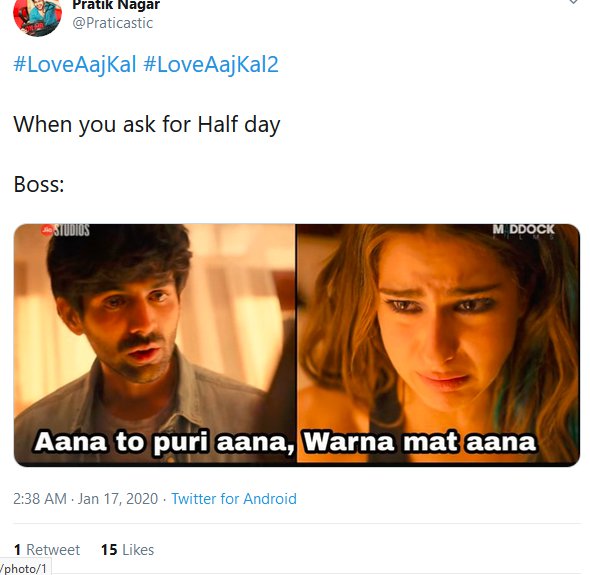 Pratik Nagar
@Praticastic
#LoveAajKal #LoveAajKal2
When you ask for Half day
Boss:
Jio STUDIOS
MADDOCK
FILMS
Aana to puri aana, Warna mat aana
2:38 AM · Jan 17, 2020 · Twitter for Android
1 Retweet 15 Likes
/photo/1